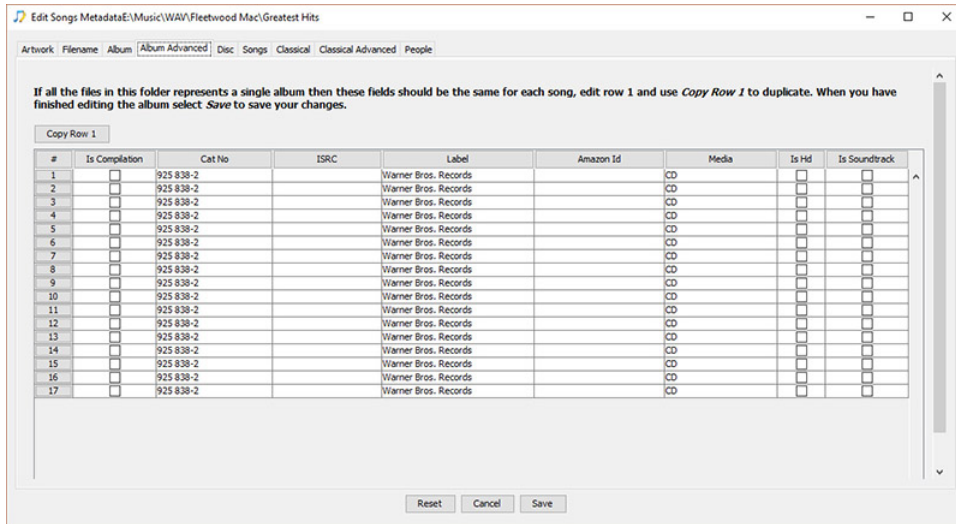 Edit Songs MetadataE:\Music\WAV\Fleetwood Mac\Greatest Hits
Artwork Filename Album Album Advanced Disc Songs Classical Classical Advanced People
If all the files in this folder represents a single album then these fields should be the same for each song, edit row 1 and use Copy Row 1 to duplicate. When you have
finished editing the album select Save to save your changes.
Copy Row 1
# Is Compilation Cat No ISRC Label Amazon Id Media Is Hd Is Soundtrack
1 925 838-2 Warner Bros. Records CD
2 925 838-2 Warner Bros. Records CD
3 925 838-2 Warner Bros. Records CD
4 925 838-2 Warner Bros. Records CD
5 925 838-2 Warner Bros. Records CD
6 925 838-2 Warner Bros. Records CD
7 925 838-2 Warner Bros. Records CD
8 925 838-2 Warner Bros. Records CD
9 925 838-2 Warner Bros. Records CD
10 925 838-2 Warner Bros. Records CD
11 925 838-2 Warner Bros. Records CD
12 925 838-2 Warner Bros. Records CD
13 925 838-2 Warner Bros. Records CD
14 925 838-2 Warner Bros. Records CD
15 925 838-2 Warner Bros. Records CD
16 925 838-2 Warner Bros. Records CD
17 925 838-2 Warner Bros. Records CD
Reset Cancel Save